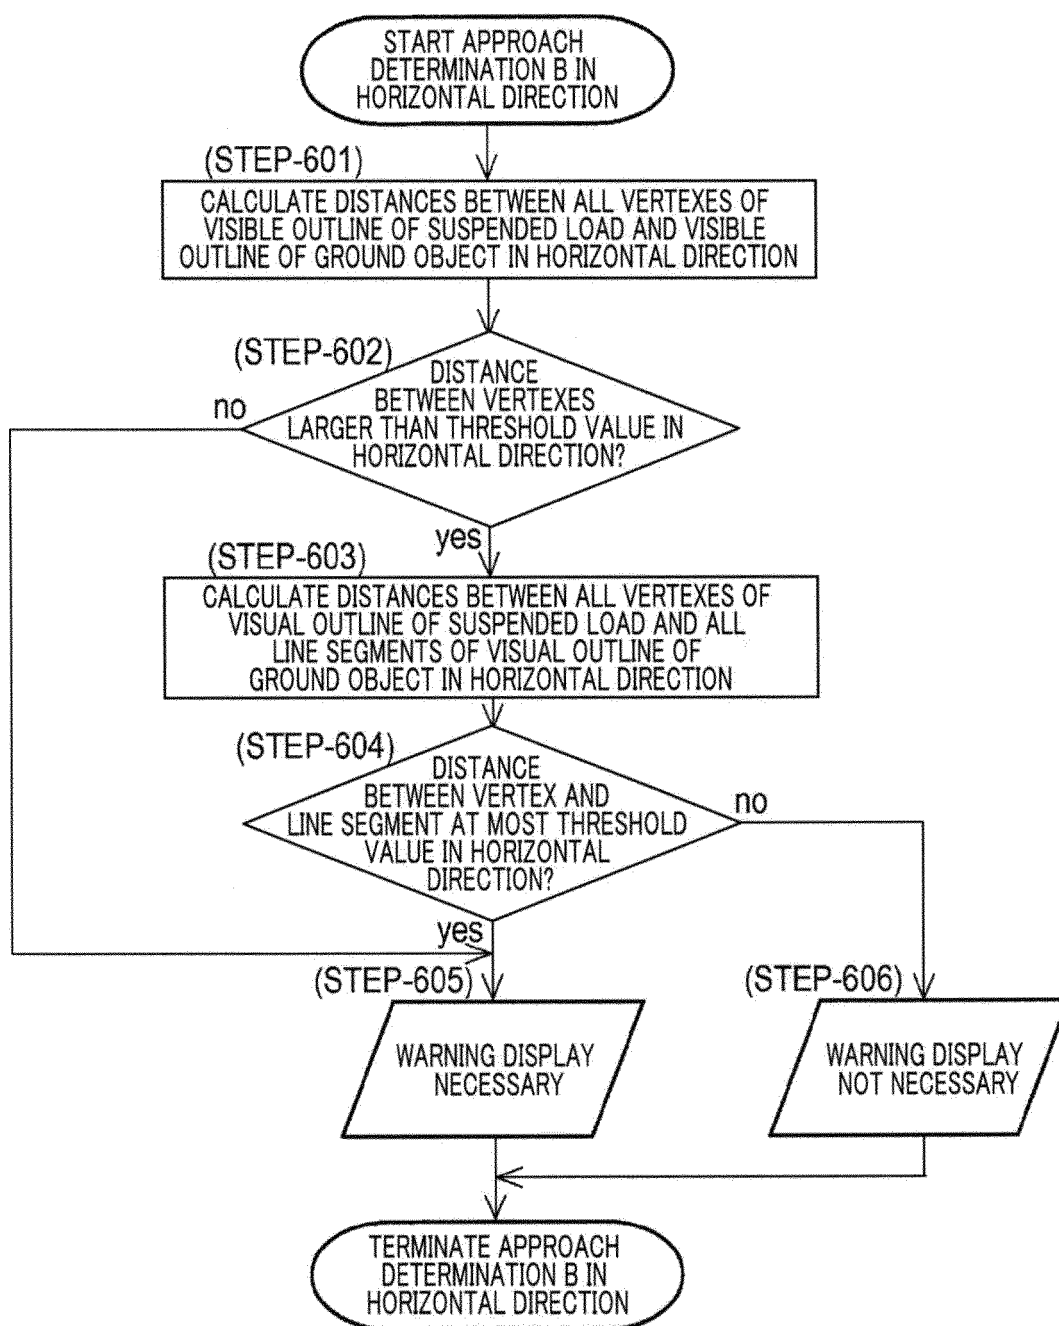 START APPROACH
DETERMINATION B IN
HORIZONTAL DIRECTION
(STEP-601)
CALCULATE DISTANCES BETWEEN ALL VERTEXES OF
VISIBLE OUTLINE OF SUSPENDED LOAD AND VISIBLE
OUTLINE OF GROUND OBJECT IN HORIZONTAL DIRECTION
(STEP-602)
DISTANCE
BETWEEN VERTEXES
LARGER THAN THRESHOLD VALUE IN
HORIZONTAL DIRECTION?
no
yes
(STEP-603)
CALCULATE DISTANCES BETWEEN ALL VERTEXES OF
VISUAL OUTLINE OF SUSPENDED LOAD AND ALL
LINE SEGMENTS OF VISUAL OUTLINE OF
GROUND OBJECT IN HORIZONTAL DIRECTION
(STEP-604)
DISTANCE
BETWEEN VERTEX AND
LINE SEGMENT AT MOST THRESHOLD
VALUE IN HORIZONTAL
DIRECTION?
no
yes
(STEP-605)
WARNING DISPLAY
NECESSARY
(STEP-606)
WARNING DISPLAY
NOT NECESSARY
TERMINATE APPROACH
DETERMINATION B IN
HORIZONTAL DIRECTION